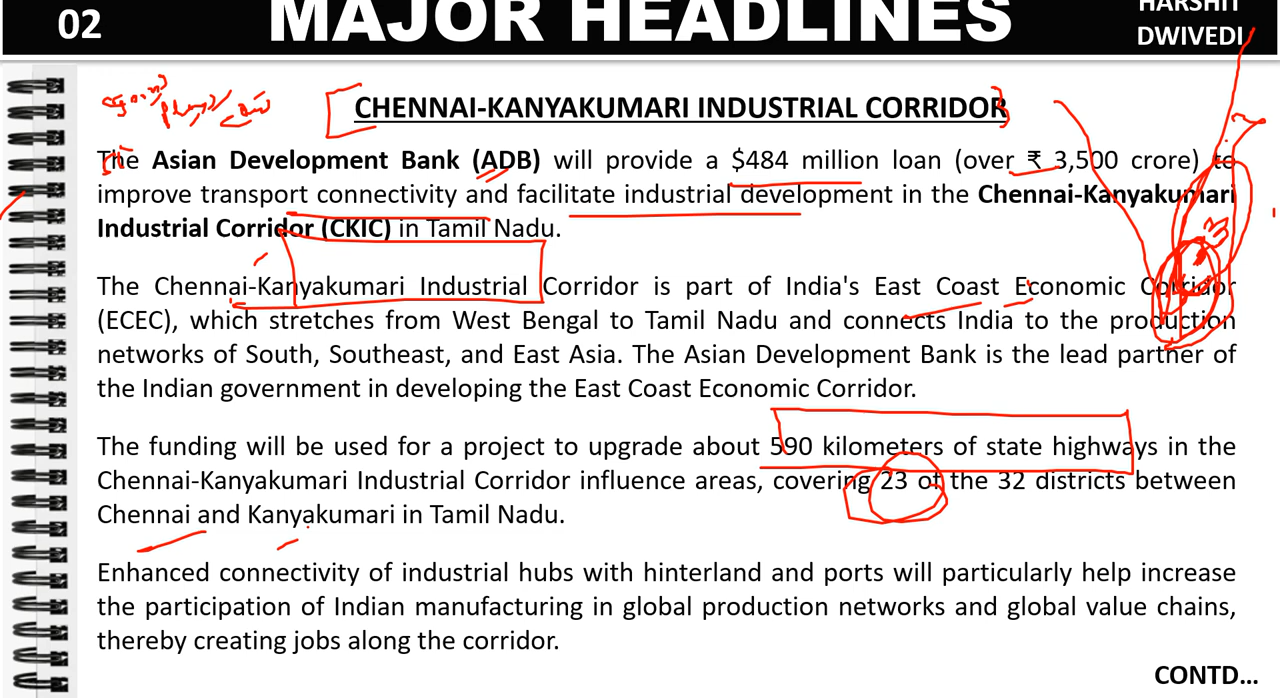 02
MAJOR HEADLINES
HARSHIT
DWIVEDI
CHENNAI-KANYAKUMARI INDUSTRIAL CORRIDOR
The Asian Development Bank (ADB) will provide a $484 million loan (over ₹ 3,500 crore) to
improve transport connectivity and facilitate industrial development in the Chennai-Kanyakumari
Industrial Corridor (CKIC) in Tamil Nadu.
The Chennai-Kanyakumari Industrial Corridor is part of India's East Coast Economic Corridor
(ECEC), which stretches from West Bengal to Tamil Nadu and connects India to the production
networks of South, Southeast, and East Asia. The Asian Development Bank is the lead partner of
the Indian government in developing the East Coast Economic Corridor.
The funding will be used for a project to upgrade about 590 kilometers of state highways in the
Chennai-Kanyakumari Industrial Corridor influence areas, covering 23 of the 32 districts between
Chennai and Kanyakumari in Tamil Nadu.
Enhanced connectivity of industrial hubs with hinterland and ports will particularly help increase
the participation of Indian manufacturing in global production networks and global value chains,
thereby creating jobs along the corridor.
CONTD...